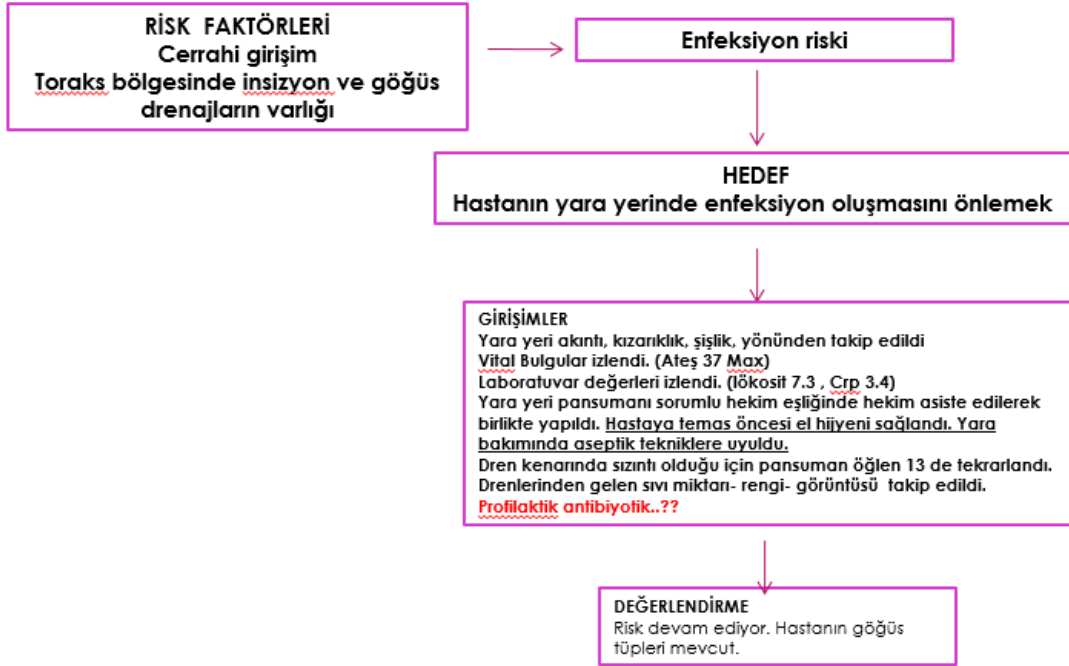 RİSK FAKTÖRLERİ
Cerrahi girişim
Toraks bölgesinde insizyon ve göğüs
drenajların varlığı
Enfeksiyon riski
HEDEF
Hastanın yara yerinde enfeksiyon oluşmasını önlemek
GİRİŞİMLER
Yara yeri akıntı, kızarıklık, şişlik, yönünden takip edildi
Vital Bulgular izlendi. (Ateş 37 Max)
Laboratuvar değerleri izlendi. (lökosit 7.3 , Crp 3.4)
Yara yeri pansumanı sorumlu hekim eşliğinde hekim asiste edilerek
birlikte yapıldı. Hastaya temas öncesi el hijyeni sağlandı. Yara
bakımında aseptik tekniklere uyuldu.
Dren kenarında sızıntı olduğu için pansuman öğlen 13 de tekrarlandı.
Drenlerinden gelen sıvı miktarı- rengi- görüntüsü takip edildi.
Profilaktik antibiyotik..??
DEĞERLENDİRME
Risk devam ediyor. Hastanın göğüs
tüpleri mevcut.